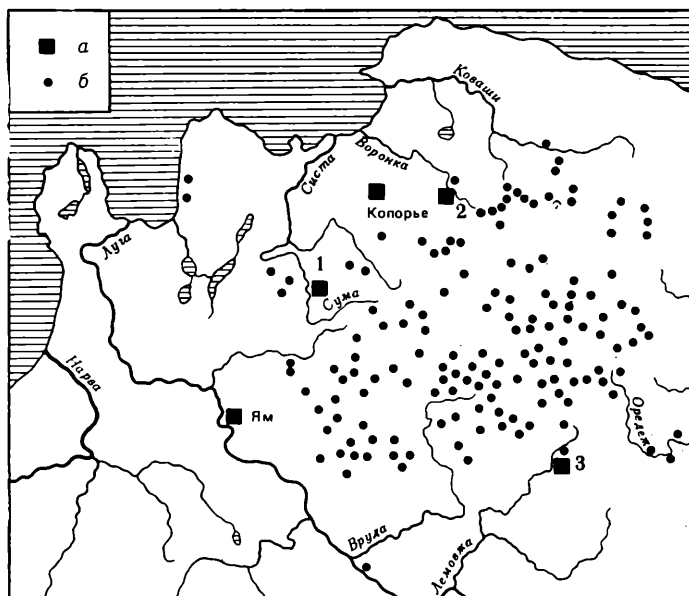 а
б
Коваши
Воронка
Систа
Копорье
2
Луга
1
Сума
Нарва
Ям
Оредеж
3
Врула
Лемовжа